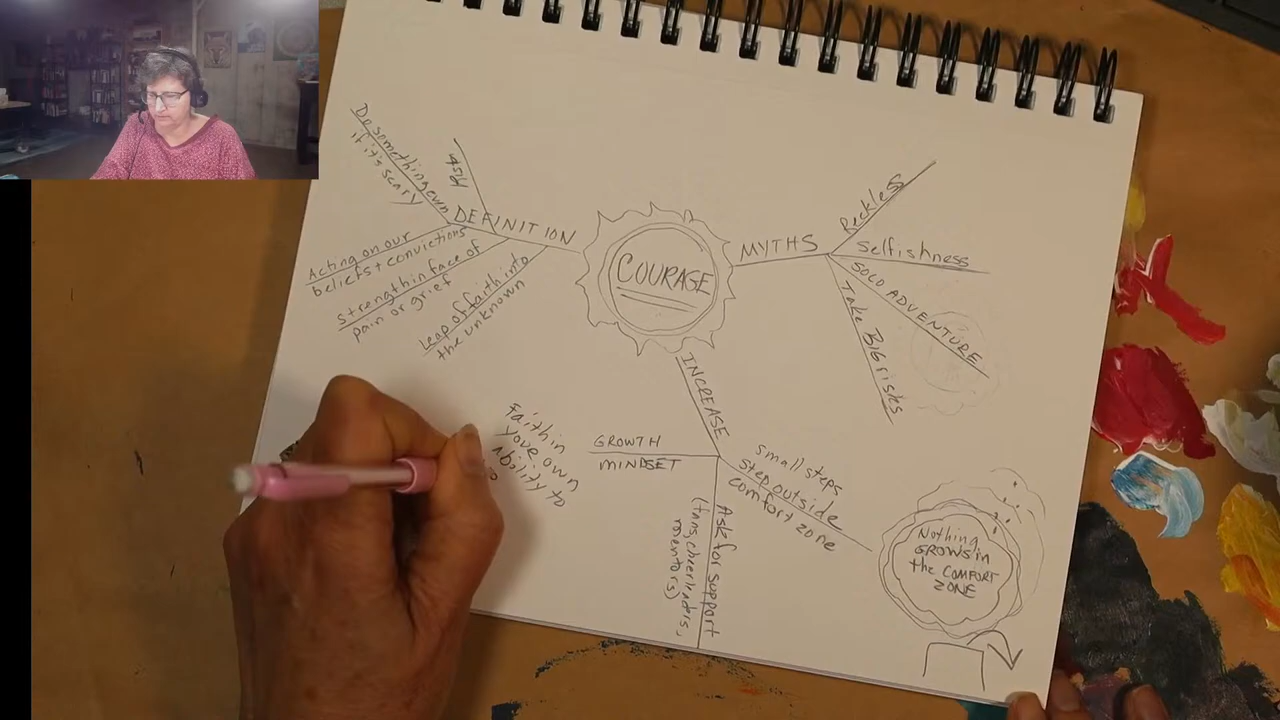 COURAGE
DEFINITION
Risk
Do something even
if it's scary
Acting on our
beliefs + convictions
strength in face of
pain or grief
Leap of faith into
the unknown
MYTHS
Reckless
Selfishness
SOLO ADVENTURE
Take BIG risks
INCREASE
GROWTH
MINDSET
Faith in
your own
Ability to
Small steps
step outside
comfort zone
Ask for support
(fans, cheerleaders,
mentors)
Nothing
GROWS in
the COMFORT
ZONE